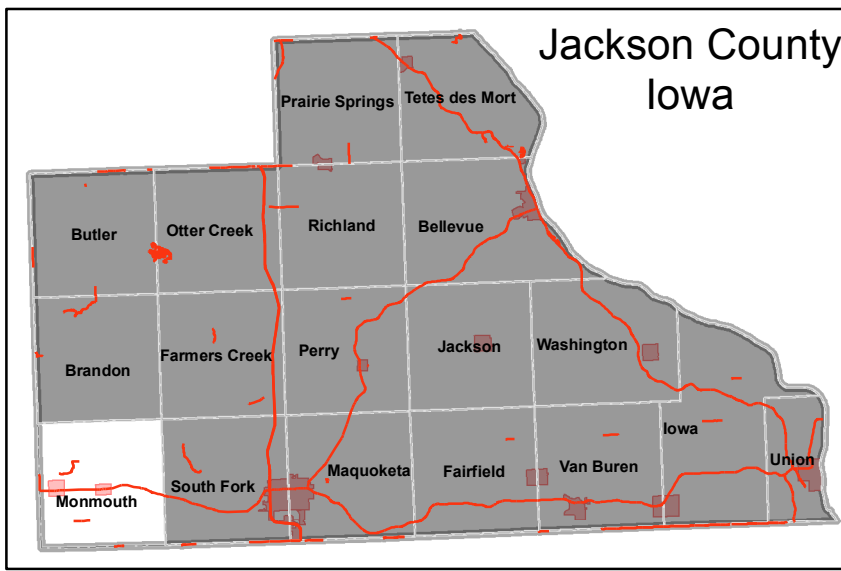 Jackson County
Iowa
Prairie Springs
Tetes des Mort
Butler
Otter Creek
Richland
Bellevue
Brandon
Farmers Creek
Perry
Jackson
Washington
Monmouth
South Fork
Maquoketa
Fairfield
Van Buren
Iowa
Union